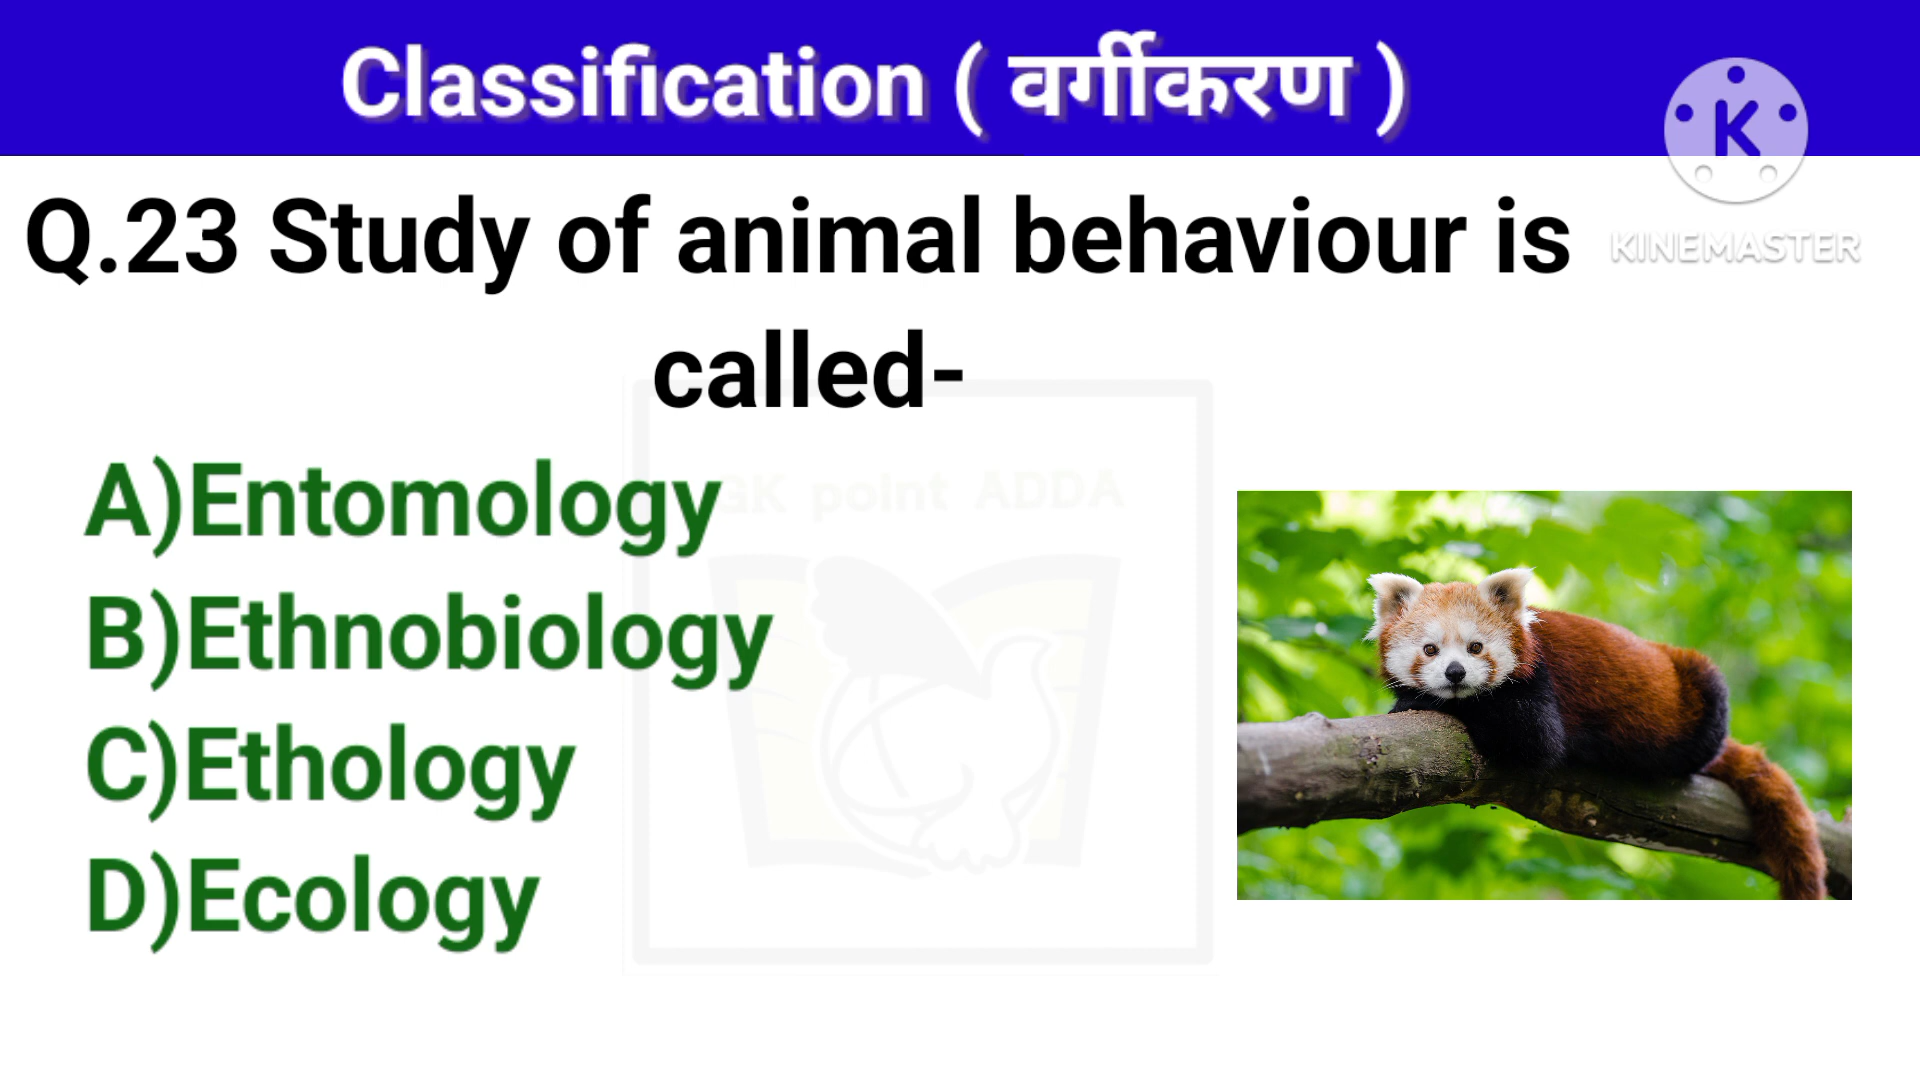 Classification ( वर्गीकरण )
K
KINEMASTER
Q.23 Study of animal behaviour is
called-
GK point ADDA
A)Entomology
B)Ethnobiology
C)Ethology
D)Ecology